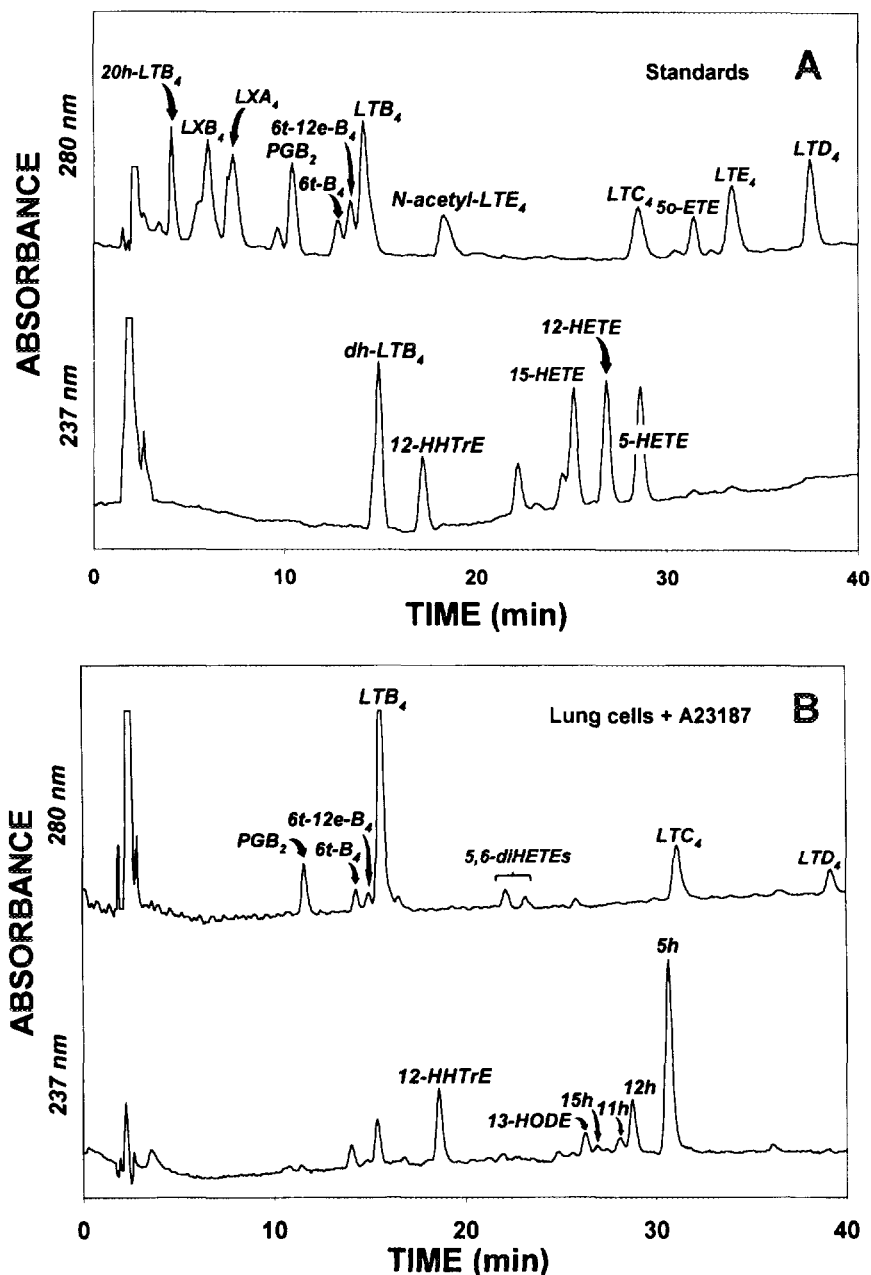 A
Standards
ABSORBANCE
280 nm
237 nm
20h-LTB₄
LXB₄
LXA₄
PGB₂
6t-12e-B₄
6t-B₄
LTB₄
N-acetyl-LTE₄
LTC₄
5o-ETE
LTE₄
LTD₄
dh-LTB₄
12-HHTrE
15-HETE
12-HETE
5-HETE
0 10 20 30 40
TIME (min)
B
Lung cells + A23187
ABSORBANCE
280 nm
237 nm
PGB₂
6t-12e-B₄
6t-B₄
LTB₄
5,6-diHETEs
LTC₄
LTD₄
12-HHTrE
13-HODE
15h
11h
12h
5h
0 10 20 30 40
TIME (min)